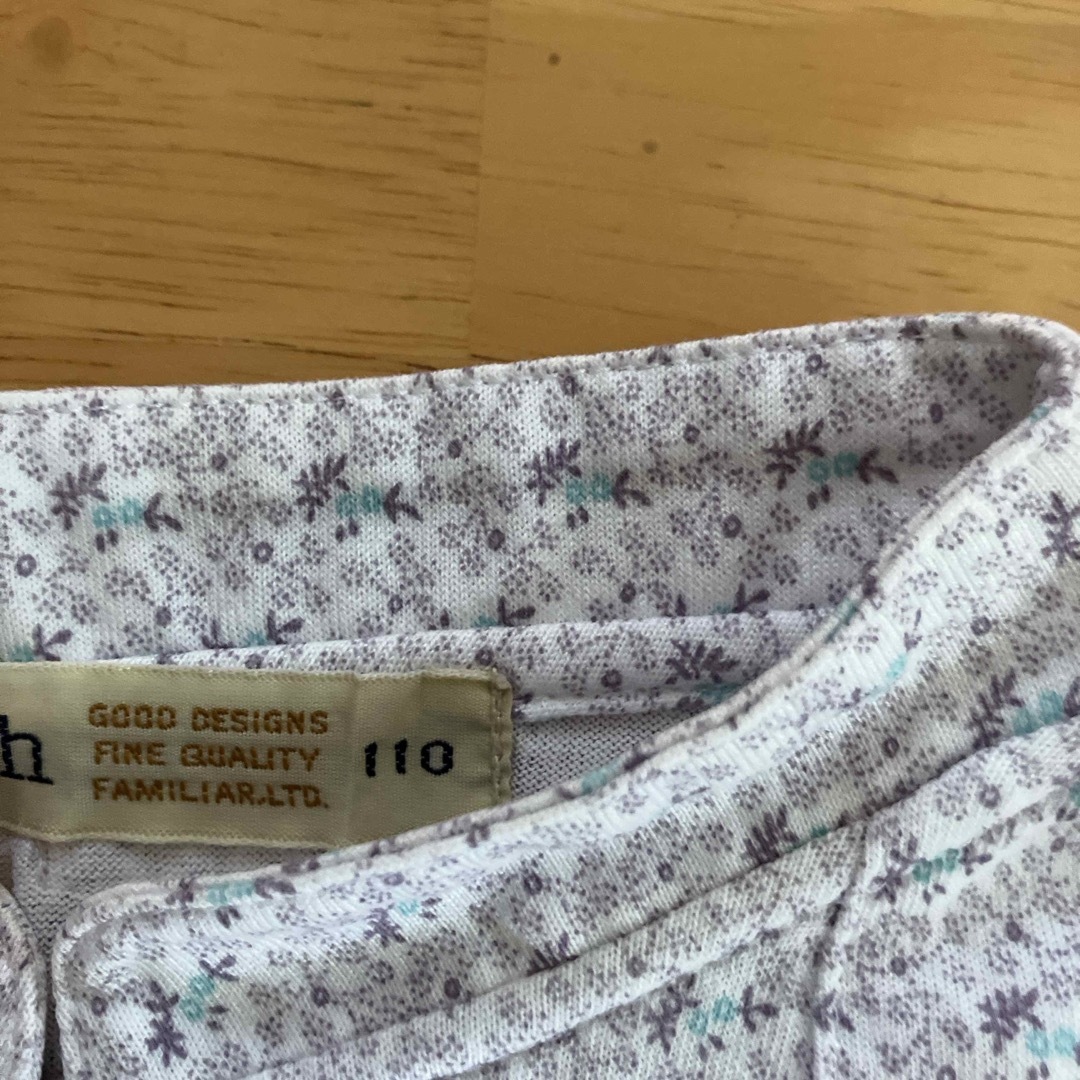 h
GOOD DESIGNS
FINE QUALITY
FAMILIAR.,LTD.
110